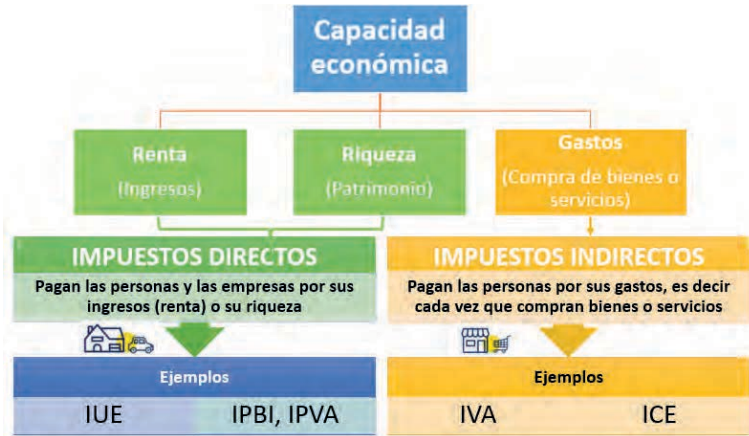 Capacidad
económica
Renta
(Ingresos)
Riqueza
(Patrimonio)
Gastos
(Compra de bienes o
servicios)
IMPUESTOS DIRECTOS
Pagan las personas y las empresas por sus
ingresos (renta) o su riqueza
IMPUESTOS INDIRECTOS
Pagan las personas por sus gastos, es decir
cada vez que compran bienes o servicios
Ejemplos
IUE
IPBI, IPVA
Ejemplos
IVA
ICE